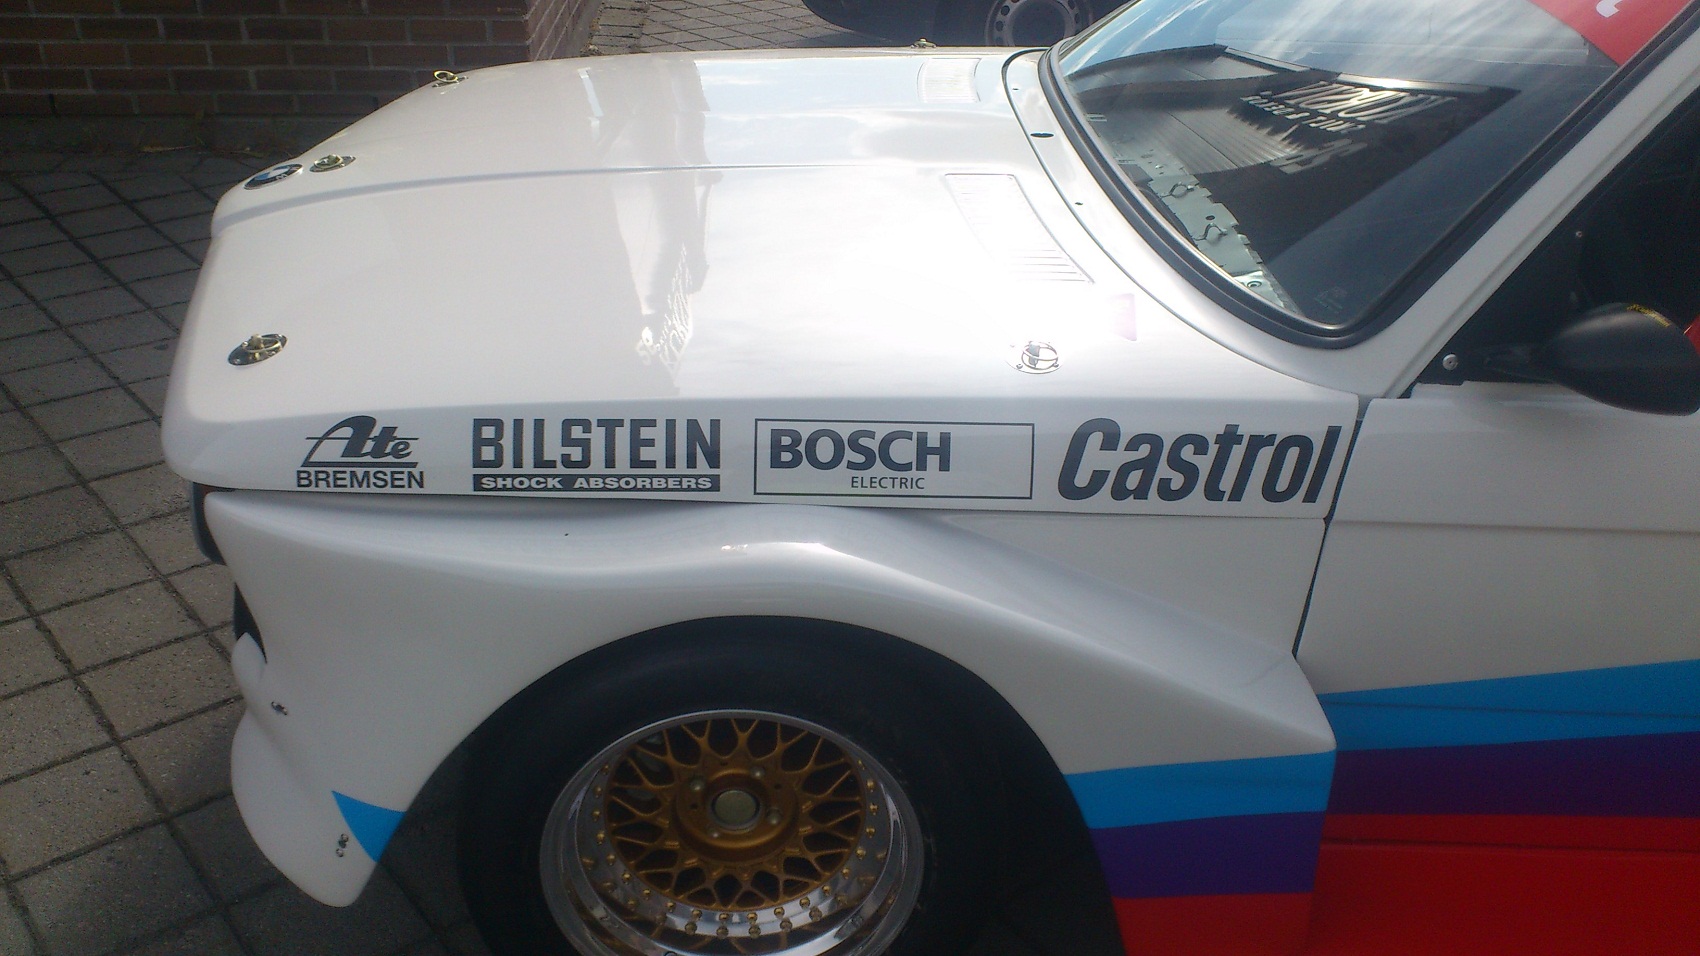 Ate
BREMSEN
BILSTEIN
SHOCK ABSORBERS
BOSCH
ELECTRIC
Castrol